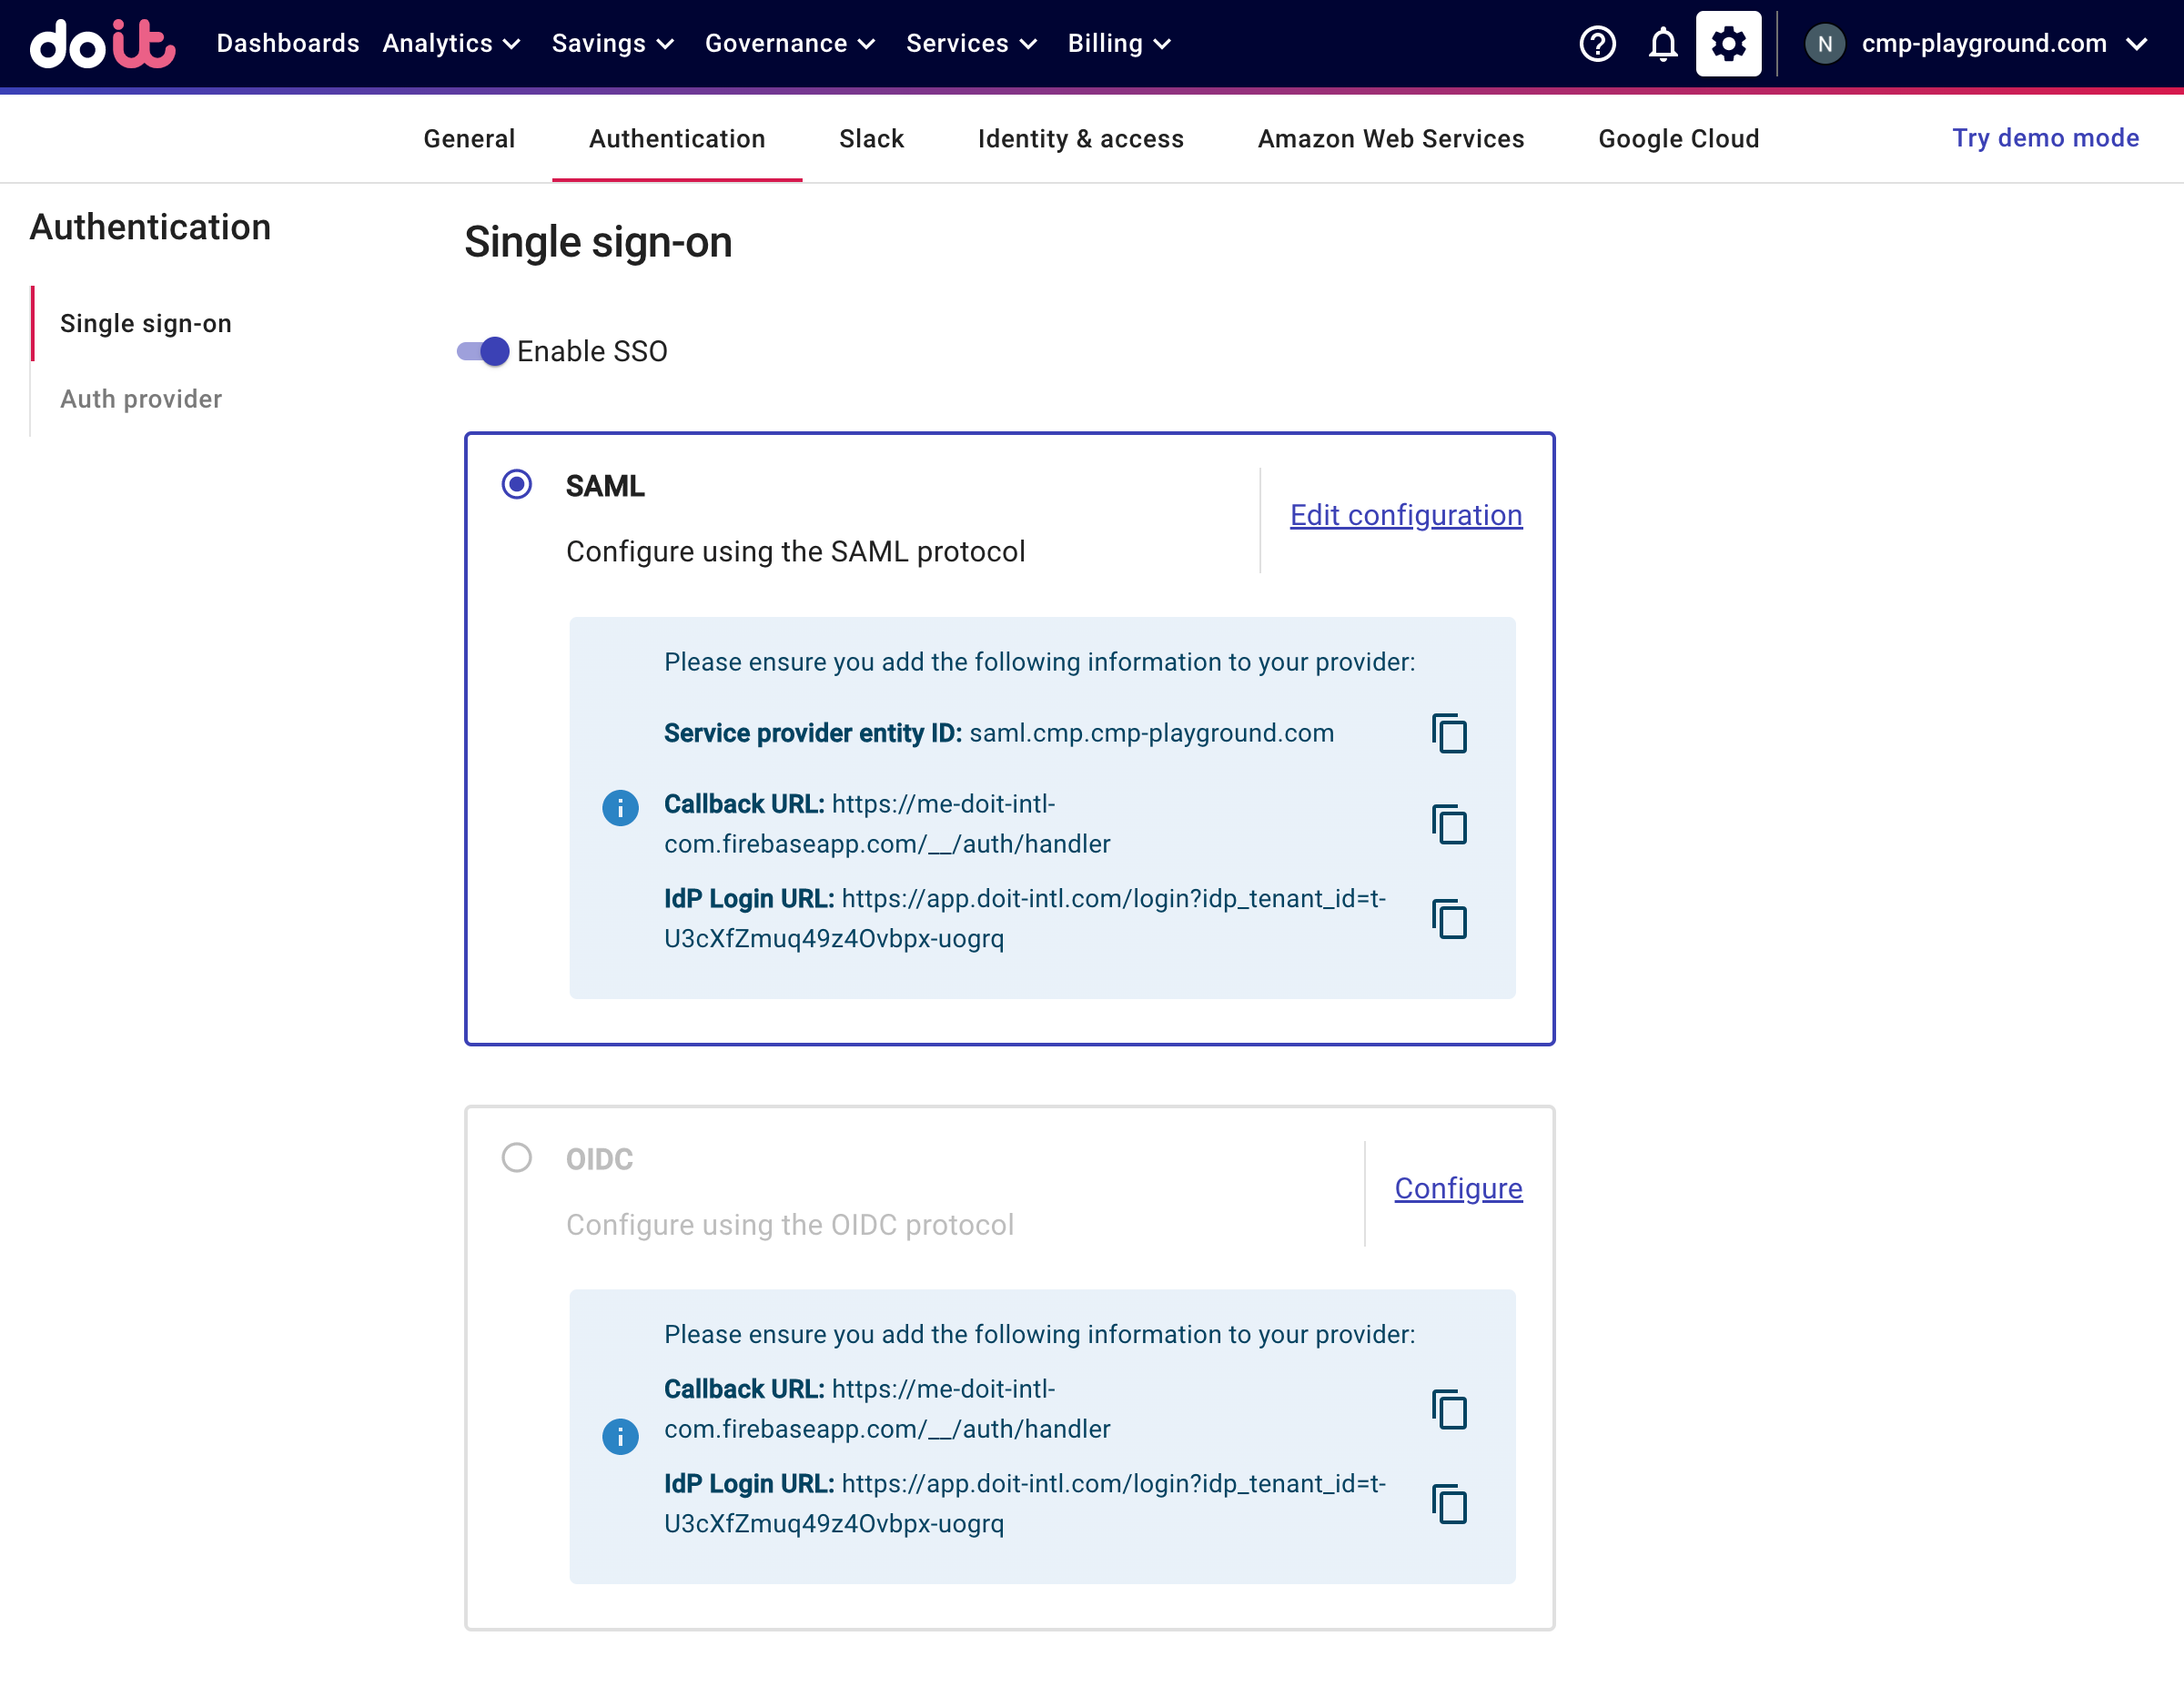 doit Dashboards Analytics Savings Governance Services Billing N cmp-playground.com
General Authentication Slack Identity & access Amazon Web Services Google Cloud Try demo mode
Authentication
Single sign-on
Auth provider
Single sign-on
Enable SSO
SAML
Edit configuration
Configure using the SAML protocol
Please ensure you add the following information to your provider:
Service provider entity ID: saml.cmp.cmp-playground.com
Callback URL: https://me-doit-intl-
com.firebaseapp.com/__/auth/handler
IdP Login URL: https://app.doit-intl.com/login?idp_tenant_id=t-
U3cXfZmuq49z4Ovbpx-uogrq
OIDC
Configure
Configure using the OIDC protocol
Please ensure you add the following information to your provider:
Callback URL: https://me-doit-intl-
com.firebaseapp.com/__/auth/handler
IdP Login URL: https://app.doit-intl.com/login?idp_tenant_id=t-
U3cXfZmuq49z4Ovbpx-uogrq